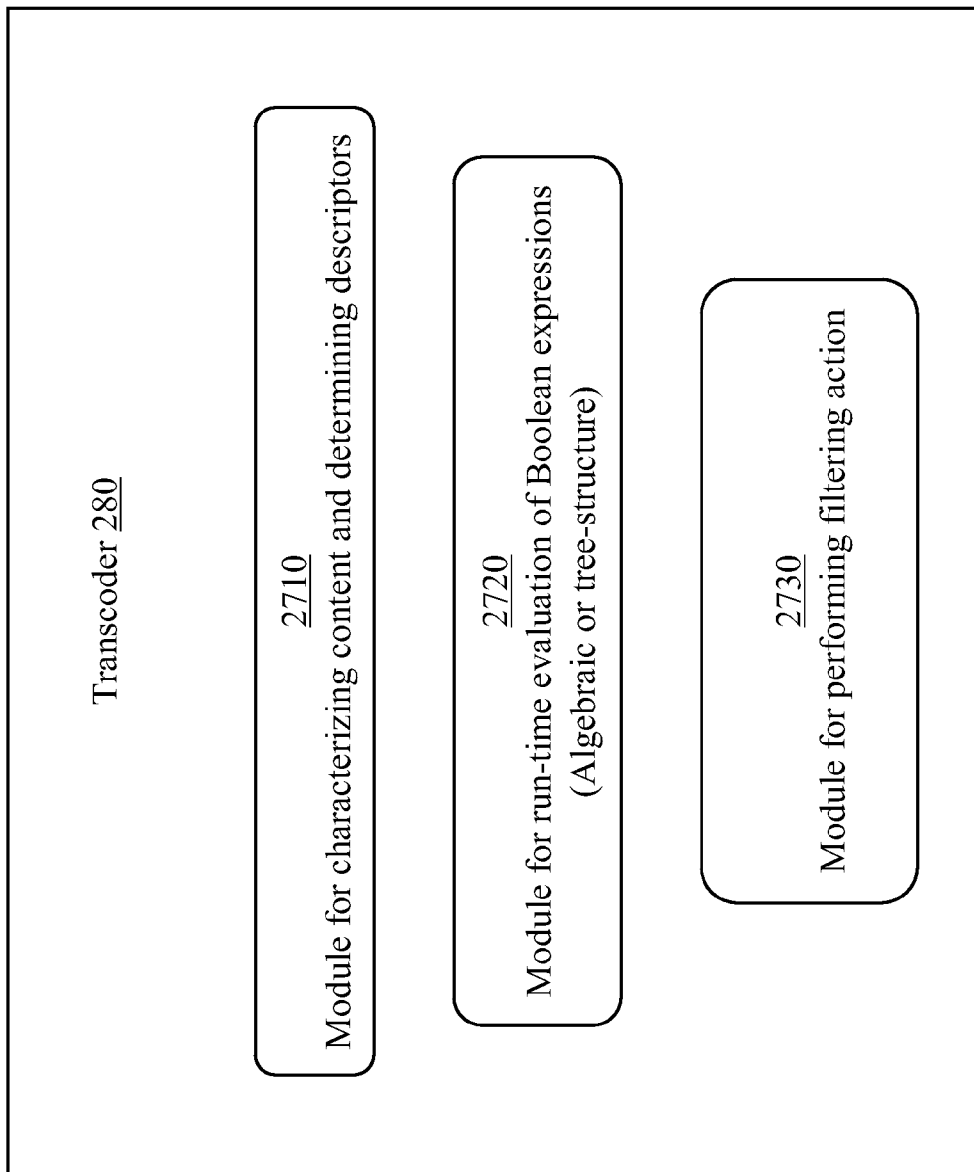 Transcoder 280
2710
Module for characterizing content and determining descriptors
2720
Module for run-time evaluation of Boolean expressions
(Algebraic or tree-structure)
2730
Module for performing filtering action